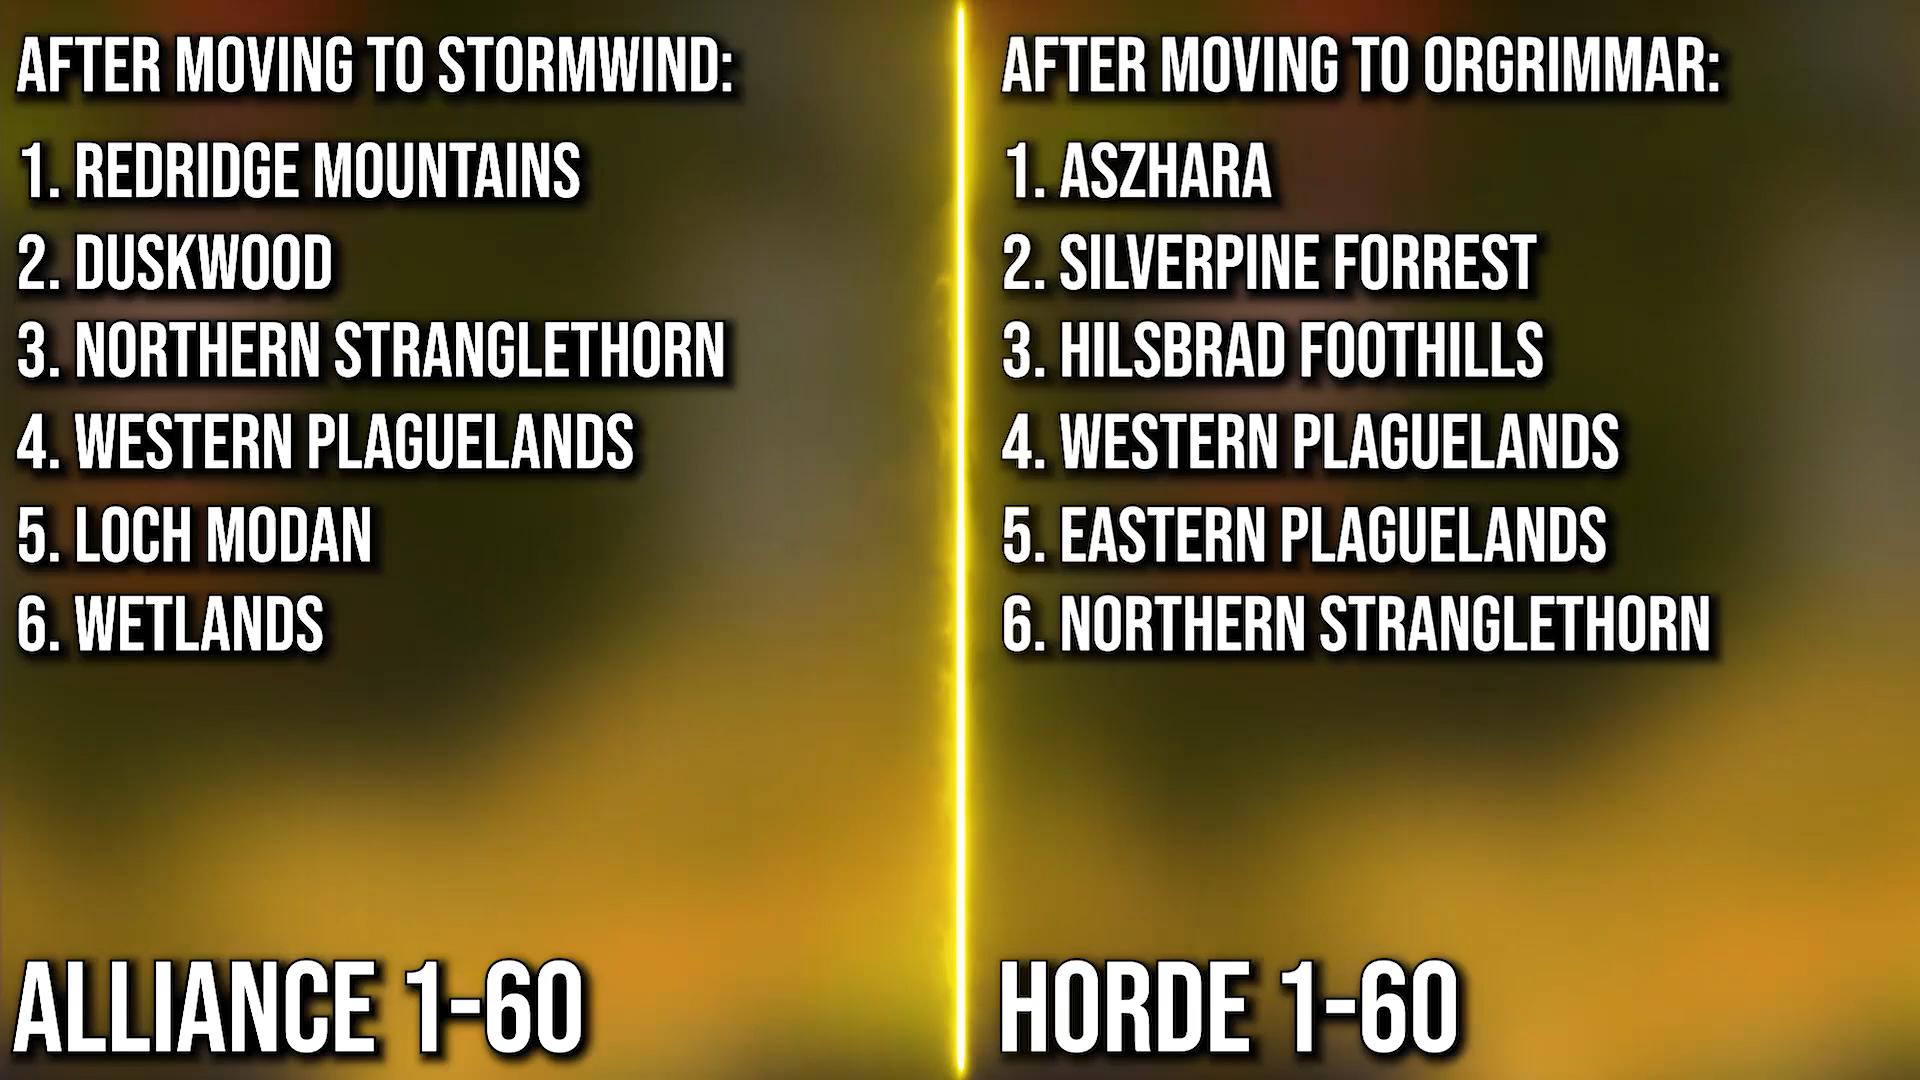 AFTER MOVING TO STORMWIND:
1. REDRIDGE MOUNTAINS
2. DUSKWOOD
3. NORTHERN STRANGLETHORN
4. WESTERN PLAGUELANDS
5. LOCH MODAN
6. WETLANDS
ALLIANCE 1-60
AFTER MOVING TO ORGRIMMAR:
1. ASZHARA
2. SILVERPINE FORREST
3. HILSBRAD FOOTHILLS
4. WESTERN PLAGUELANDS
5. EASTERN PLAGUELANDS
6. NORTHERN STRANGLETHORN
HORDE 1-60